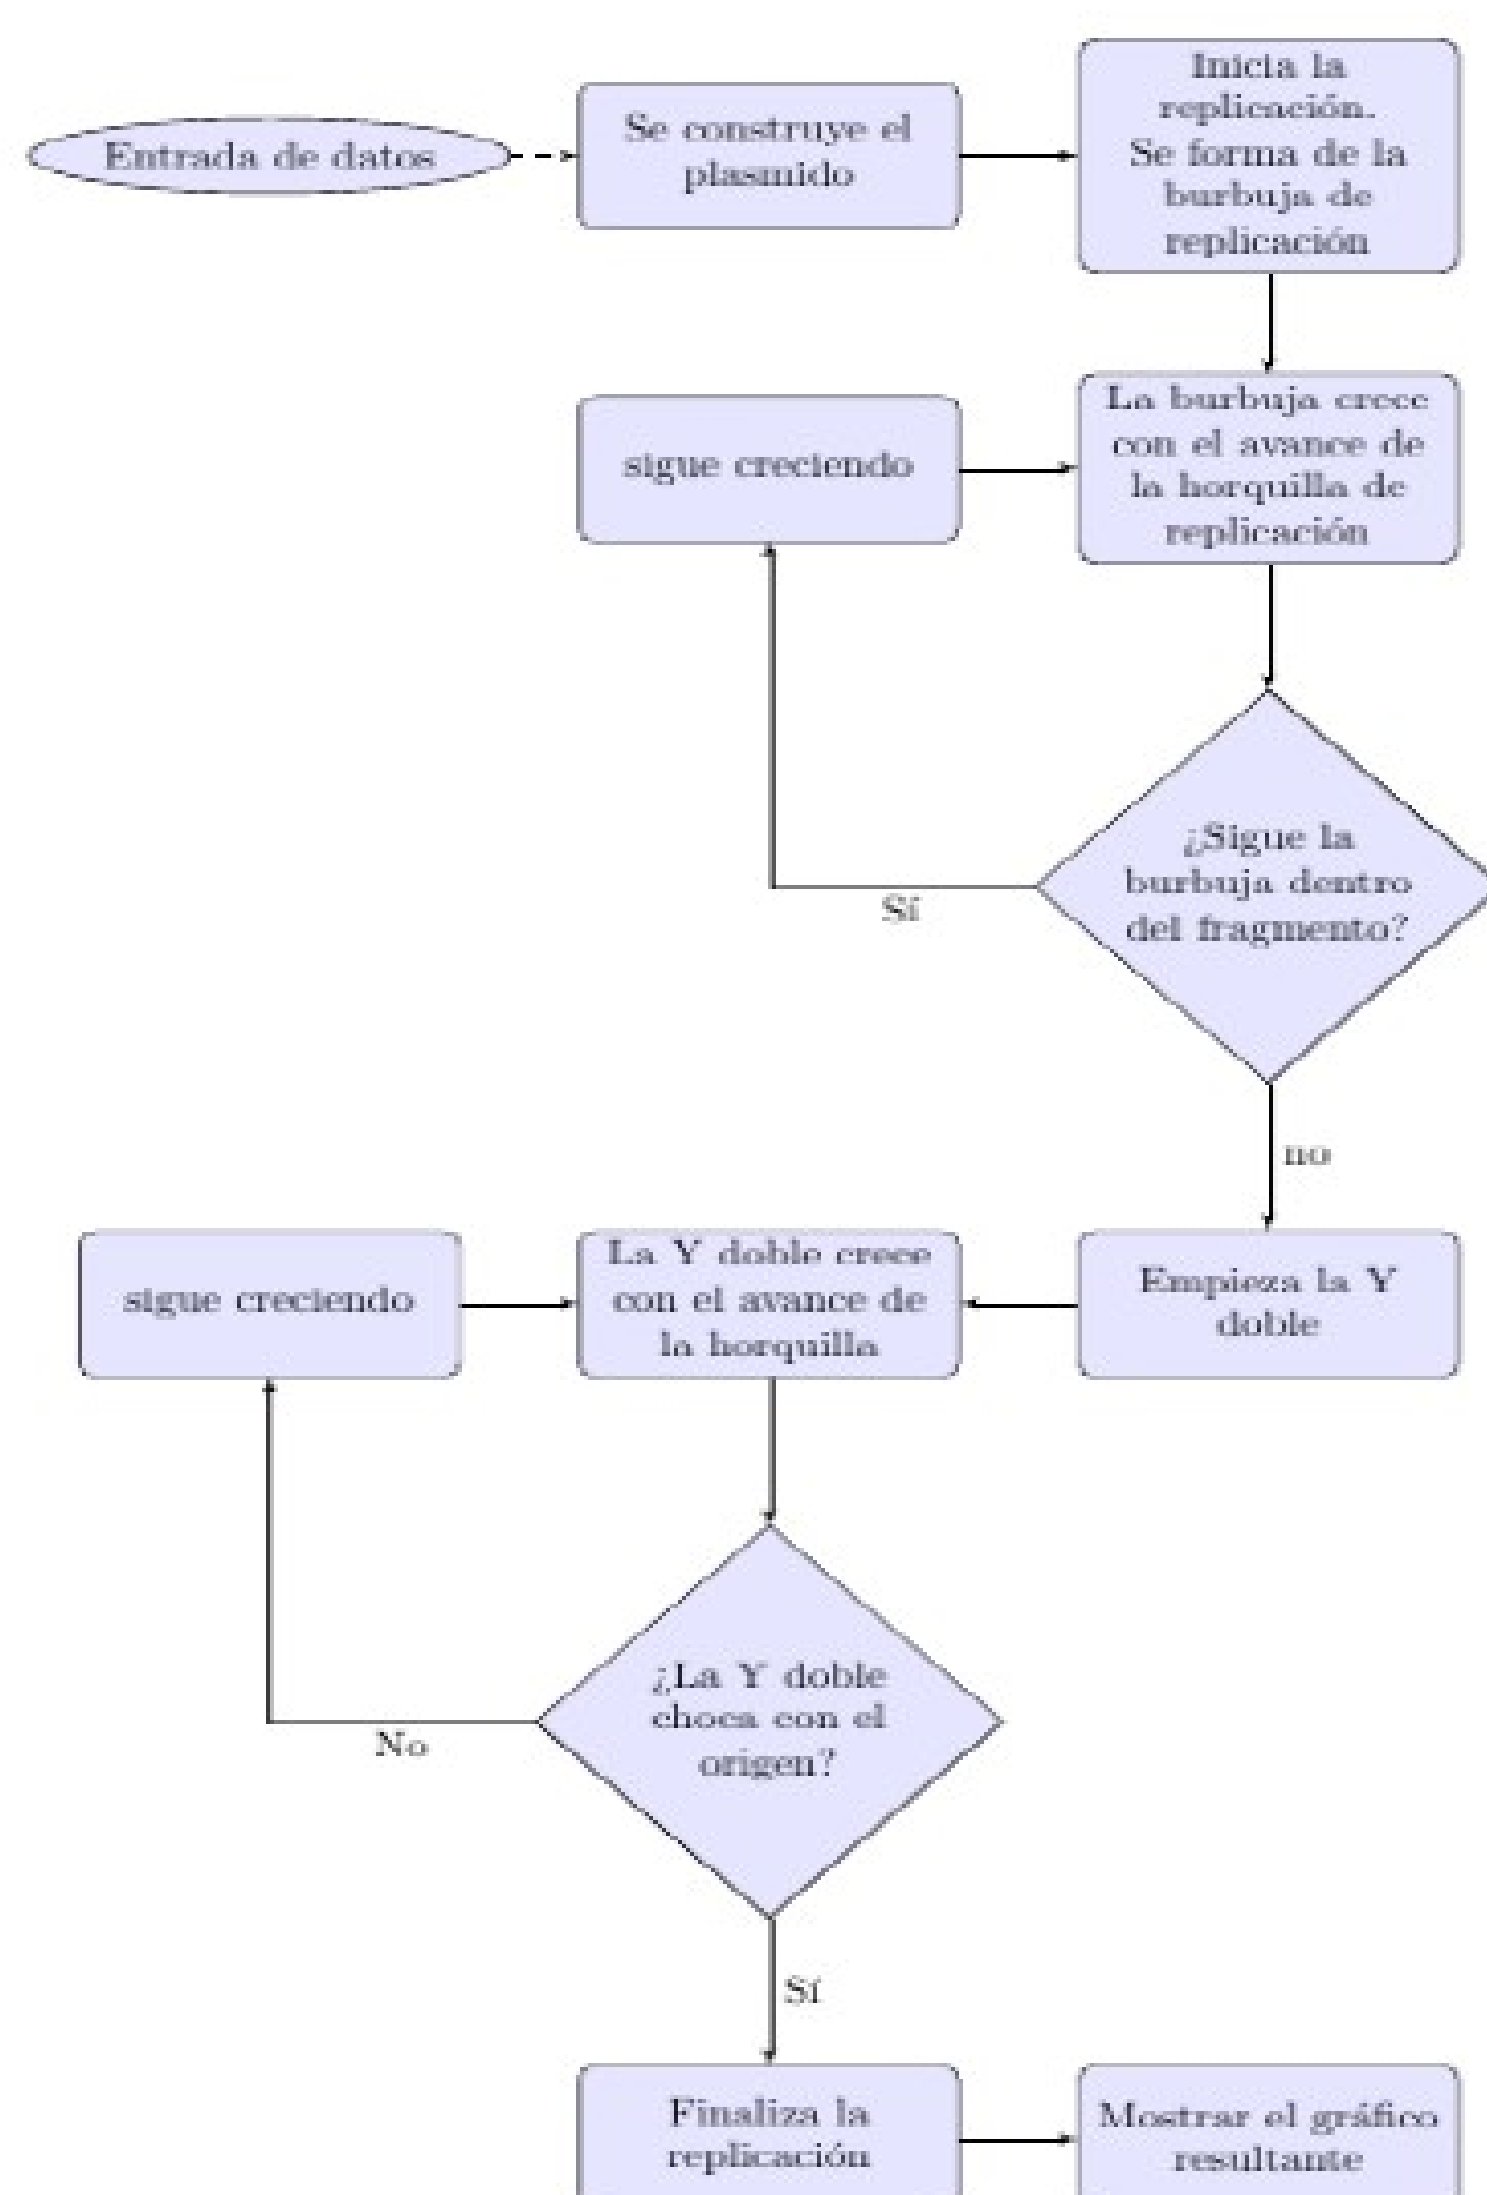 Entrada de datos
Se construye el
plasmido
Inicia la
replicación.
Se forma de la
burbuja de
replicación
sigue creciendo
La burbuja crece
con el avance de
la horquilla de
replicación
¿Sigue la
burbuja dentro
del fragmento?
Sí
no
sigue creciendo
La Y doble crece
con el avance de
la horquilla
Empieza la Y
doble
¿La Y doble
choca con el
origen?
No
Sí
Finaliza la
replicación
Mostrar el gráfico
resultante